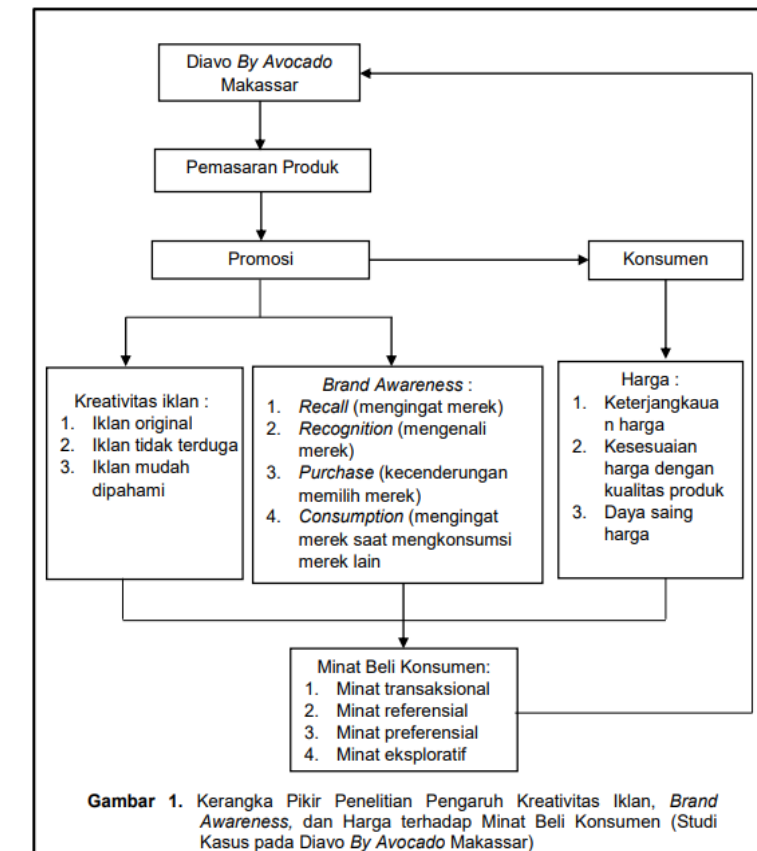 Diavo By Avocado
Makassar
Pemasaran Produk
Promosi
Konsumen
Kreativitas iklan :
1. Iklan original
2. Iklan tidak terduga
3. Iklan mudah
dipahami
Brand Awareness :
1. Recall (mengingat merek)
2. Recognition (mengenali
merek)
3. Purchase (kecenderungan
memilih merek)
4. Consumption (mengingat
merek saat mengkonsumsi
merek lain
Harga :
1. Keterjangkaua
n harga
2. Kesesuaian
harga dengan
kualitas produk
3. Daya saing
harga
Minat Beli Konsumen:
1. Minat transaksional
2. Minat referensial
3. Minat preferensial
4. Minat eksploratif
Gambar 1. Kerangka Pikir Penelitian Pengaruh Kreativitas Iklan, Brand
Awareness, dan Harga terhadap Minat Beli Konsumen (Studi
Kasus pada Diavo By Avocado Makassar)